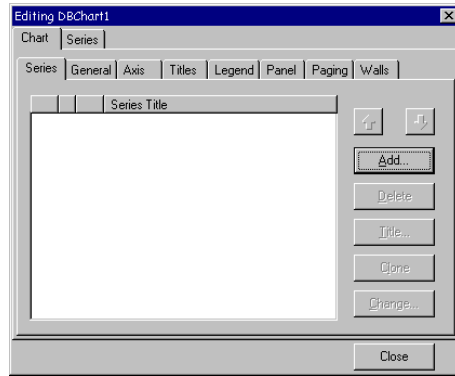 Editing DBChart1
Chart Series
Series General Axis Titles Legend Panel Paging Walls
Series Title
Add...
Delete
Title...
Clone
Change...
Close